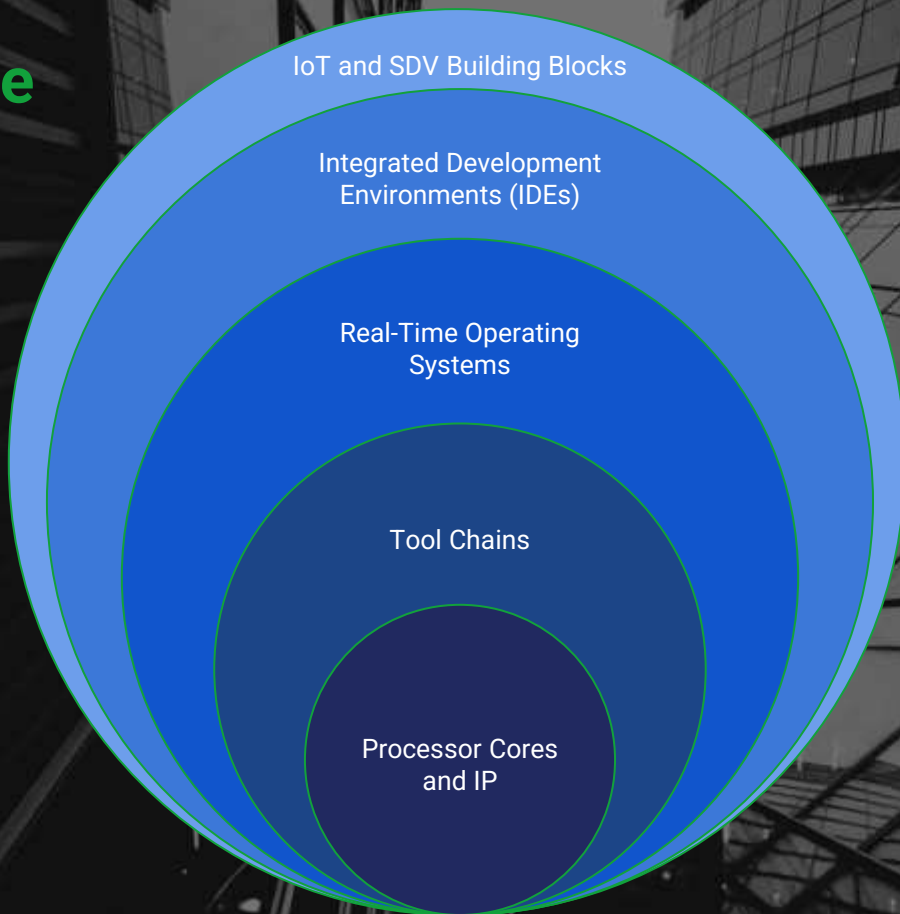 e
IoT and SDV Building Blocks
Integrated Development
Environments (IDEs)
Real-Time Operating
Systems
Tool Chains
Processor Cores
and IP